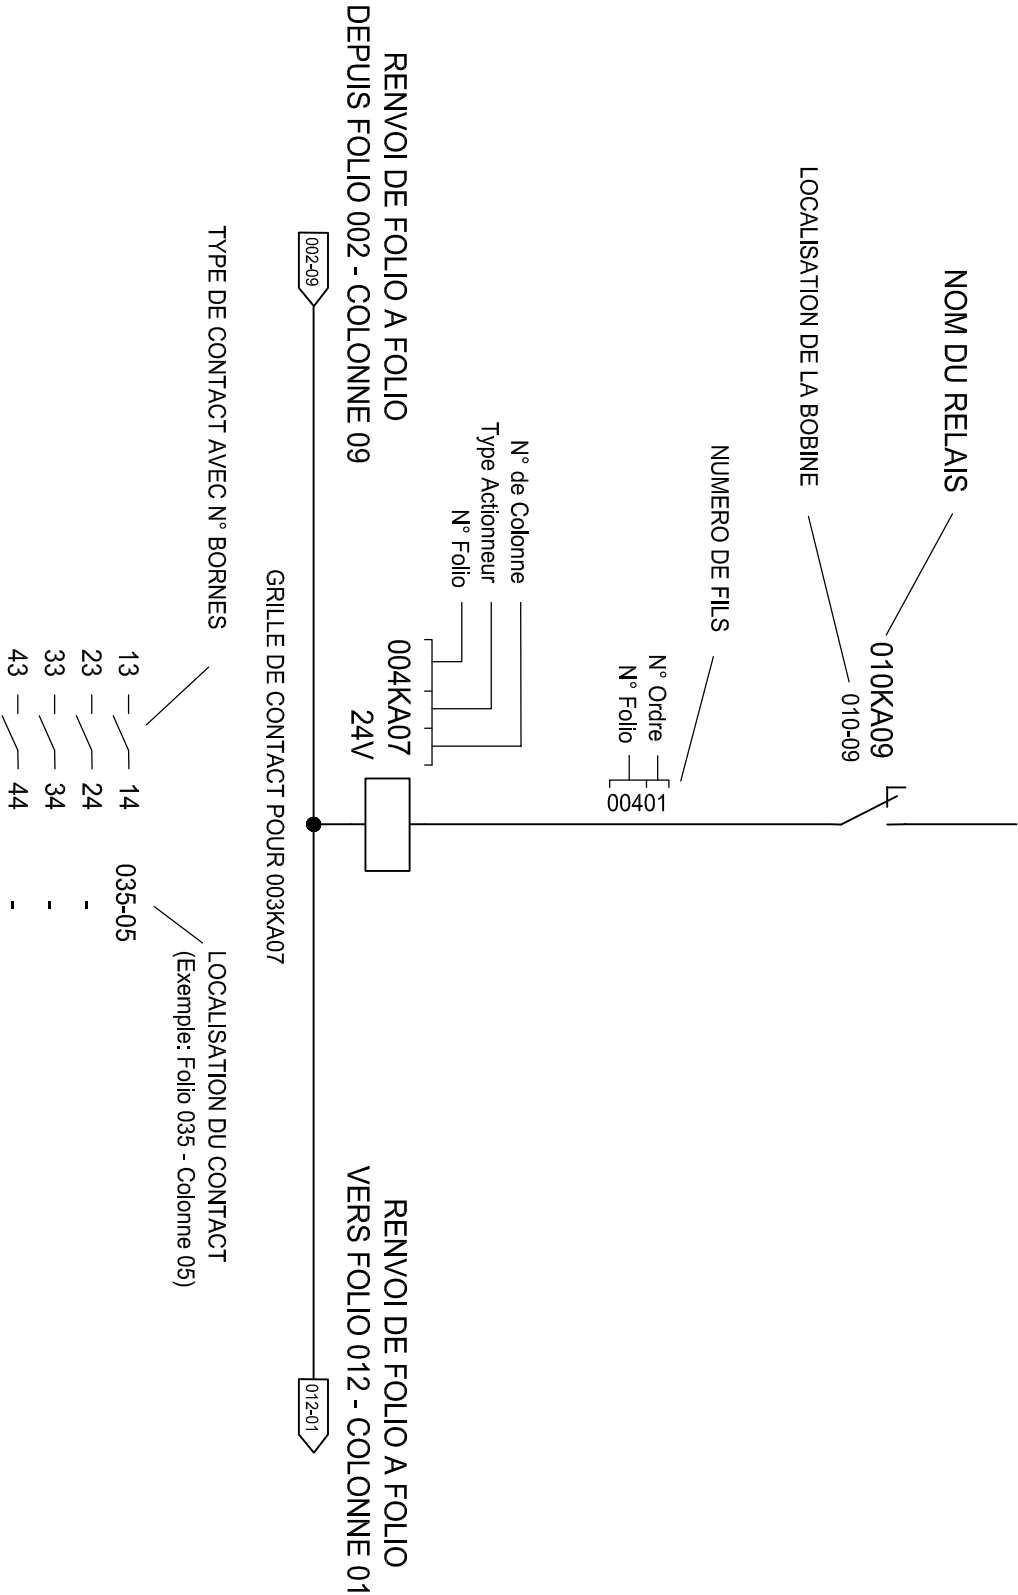 NOM DU RELAIS
010KA09
010-09
LOCALISATION DE LA BOBINE
NUMERO DE FILS
N° Ordre
N° Folio
00401
N° de Colonne
Type Actionneur
N° Folio
004KA07
24V
RENVOI DE FOLIO A FOLIO
DEPUIS FOLIO 002 - COLONNE 09
002-09
RENVOI DE FOLIO A FOLIO
VERS FOLIO 012 - COLONNE 01
012-01
GRILLE DE CONTACT POUR 003KA07
TYPE DE CONTACT AVEC N° BORNES
LOCALISATION DU CONTACT
(Exemple: Folio 035 - Colonne 05)
13 14 035-05
23 24 -
33 34 -
43 44 -